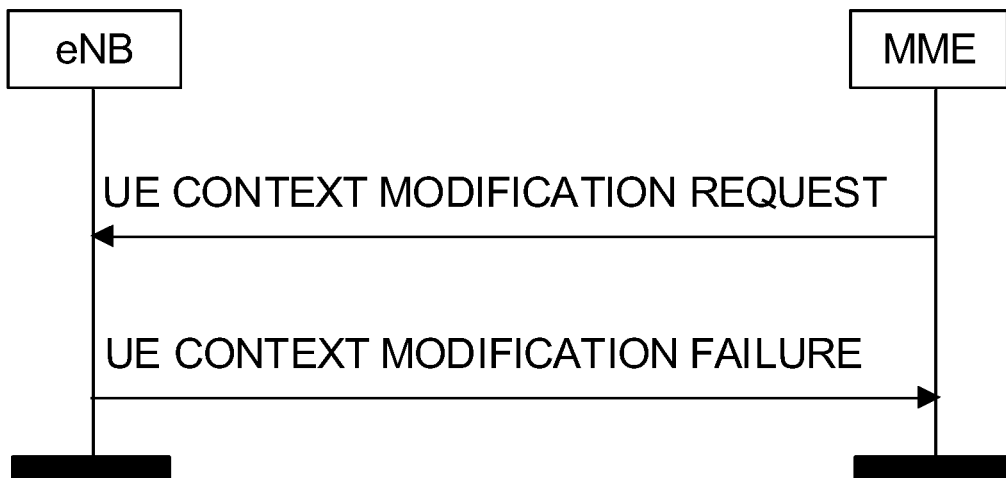 eNB
MME
UE CONTEXT MODIFICATION REQUEST
UE CONTEXT MODIFICATION FAILURE